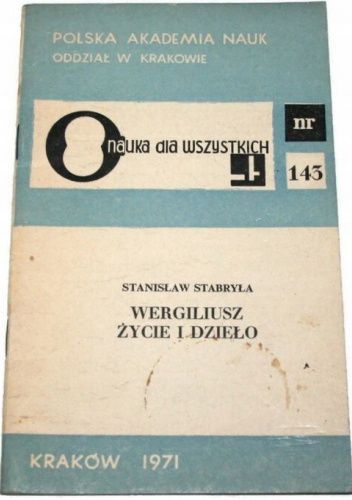 POLSKA AKADEMIA NAUK
ODDZIAŁ W KRAKOWIE
nauka dla wszystkich
nr
143
STANISŁAW STABRYŁA
WERGILIUSZ
ŻYCIE I DZIEŁO
KRAKÓW 1971